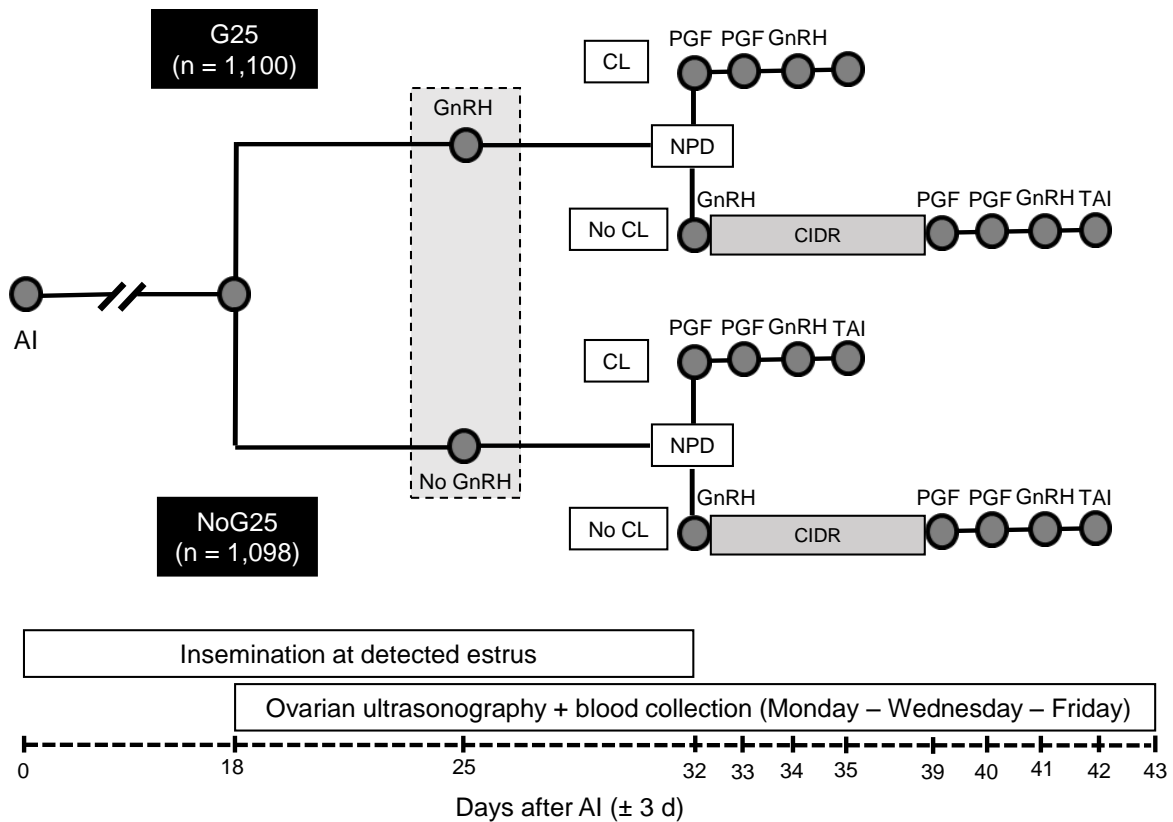 G25
(n = 1,100)
PGF PGF GnRH
CL
GnRH
NPD
GnRH
PGF PGF GnRH TAI
No CL
CIDR
AI
PGF PGF GnRH TAI
CL
NPD
No GnRH
GnRH
PGF PGF GnRH TAI
NoG25
(n = 1,098)
No CL
CIDR
Insemination at detected estrus
Ovarian ultrasonography + blood collection (Monday – Wednesday – Friday)
0 18 25 32 33 34 35 39 40 41 42 43
Days after AI (± 3 d)